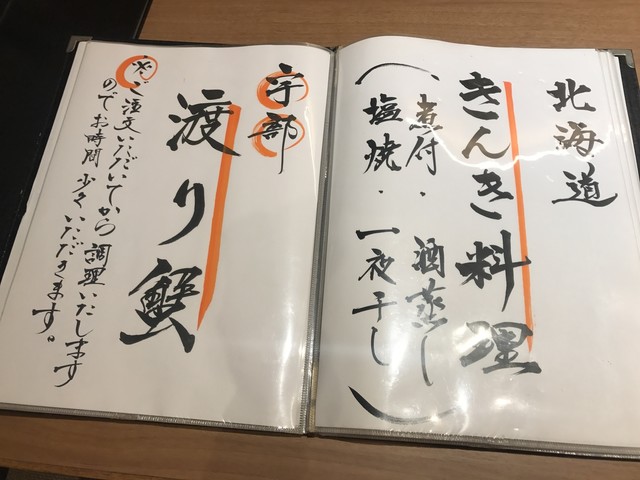 北海道
きんき料理
(煮付・酒蒸し
塩焼・一夜干し)
宇部
渡り蟹
※ご注文いただいてから調理いたします
のでお時間少々いただきます。